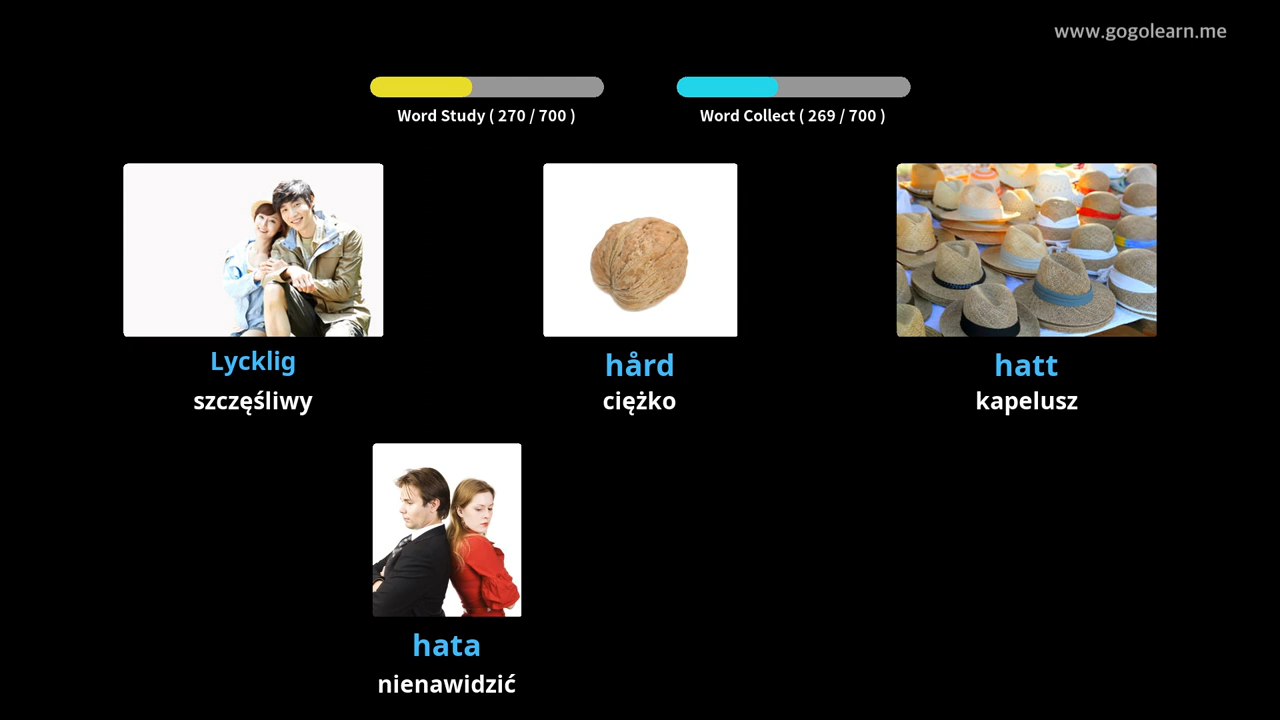 www.gogolearn.me
Word Study ( 270 / 700 )
Word Collect ( 269 / 700 )
Lycklig
szczęśliwy
hård
ciężko
hatt
kapelusz
hata
nienawidzić